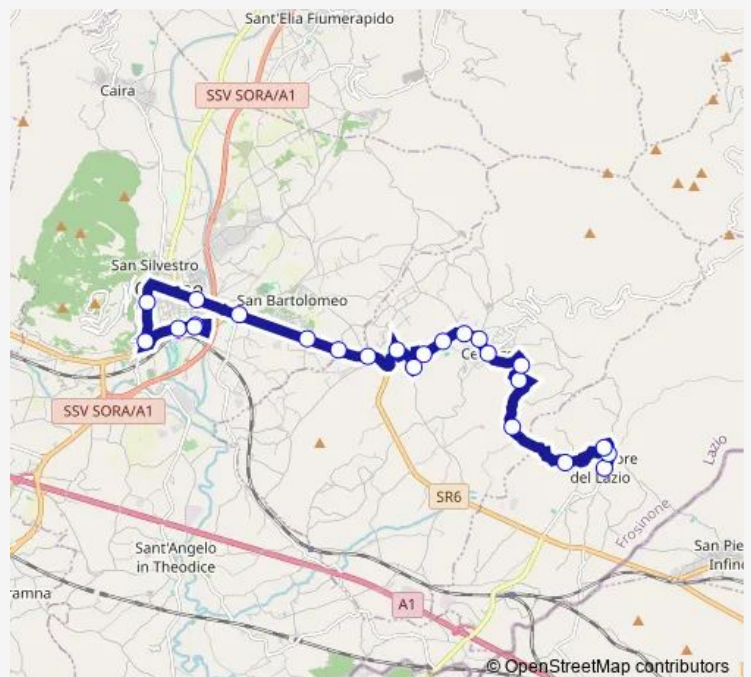 Sant'Elia Fiumerapido
Caira
SSV SORA/A1
San Silvestro
San Bartolomeo
SSV SORA/A1
del Lazio
Lazio
SR6
Frosinone
Sant'Angelo
in Theodice
San Pie
Infin
A1
© OpenStreetMap contributors